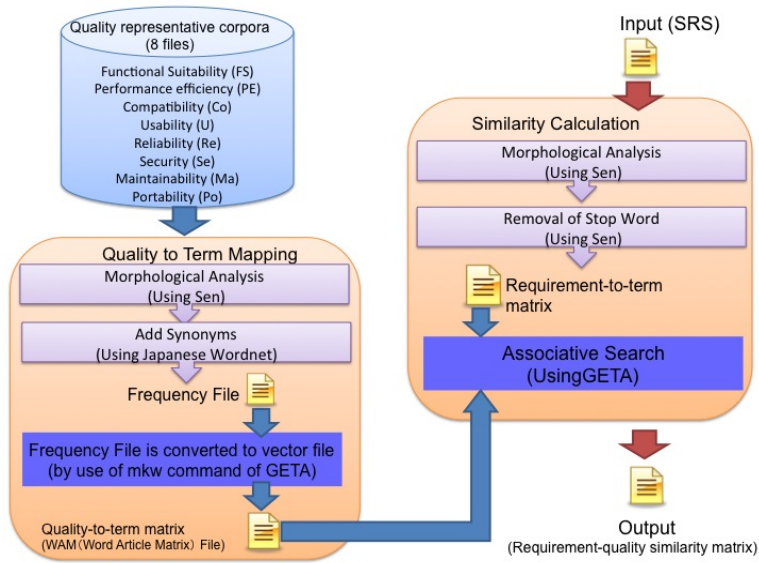 Quality representative corpora
(8 files)
Functional Suitability (FS)
Performance efficiency (PE)
Compatibility (Co)
Usability (U)
Reliability (Re)
Security (Se)
Maintainability (Ma)
Portability (Po)
Quality to Term Mapping
Morphological Analysis
(Using Sen)
Add Synonyms
(Using Japanese Wordnet)
Frequency File
Frequency File is converted to vector file
(by use of mkw command of GETA)
Quality-to-term matrix
(WAM（Word Article Matrix）File)
Input (SRS)
Similarity Calculation
Morphological Analysis
(Using Sen)
Removal of Stop Word
(Using Sen)
Requirement-to-term
matrix
Associative Search
(UsingGETA)
Output
(Requirement-quality similarity matrix)